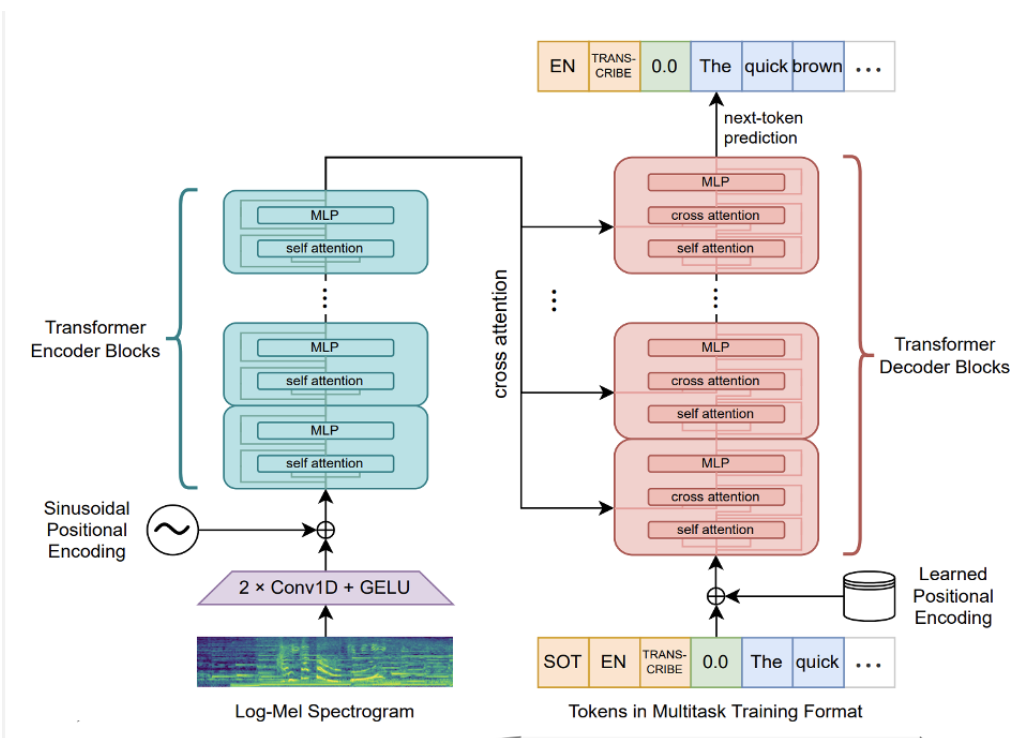 EN TRANS-CRIBE 0.0 The quick brown ...
next-token
prediction
MLP
cross attention
self attention
MLP
self attention
...
...
...
cross attention
Transformer
Encoder Blocks
MLP
self attention
MLP
self attention
MLP
cross attention
self attention
MLP
cross attention
self attention
Transformer
Decoder Blocks
Sinusoidal
Positional
Encoding
2 × Conv1D + GELU
Learned
Positional
Encoding
SOT EN TRANS-CRIBE 0.0 The quick ...
Log-Mel Spectrogram
Tokens in Multitask Training Format